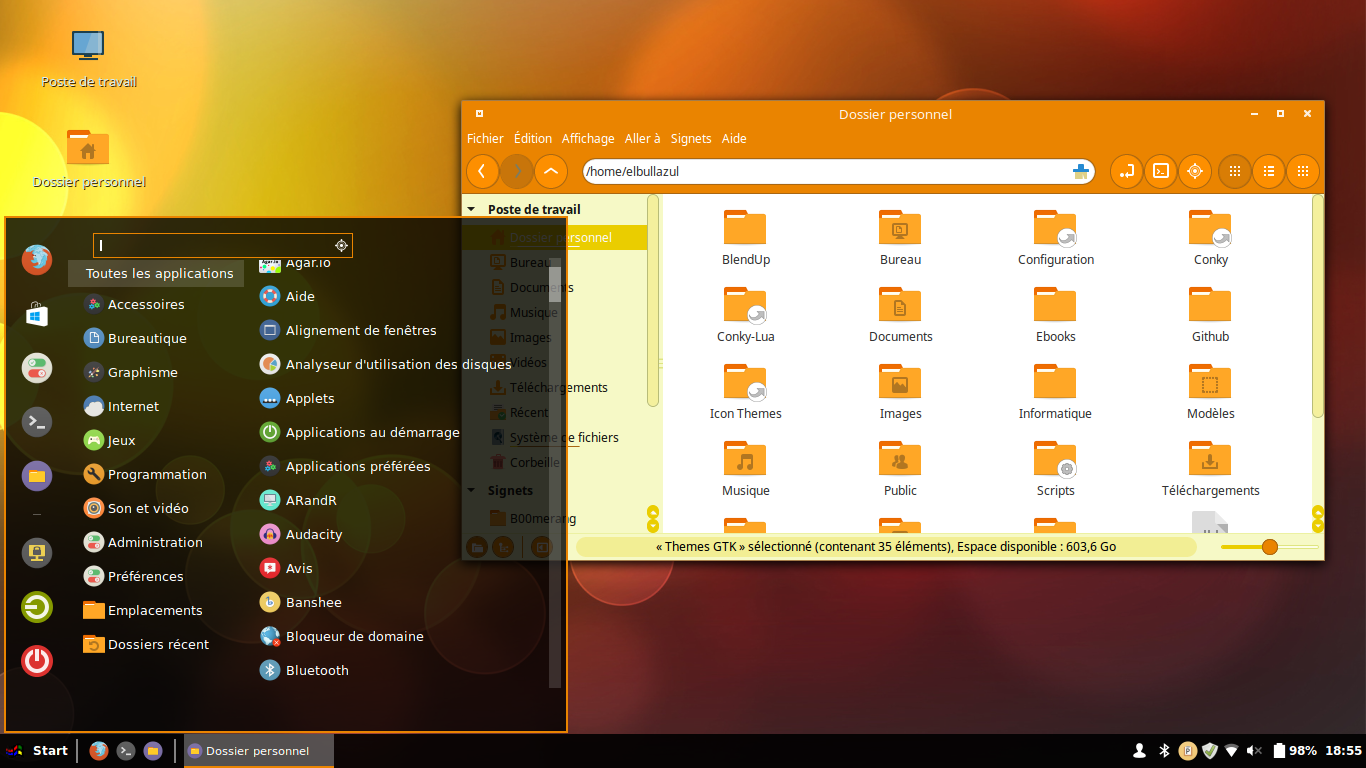 Poste de travail
Dossier personnel
Dossier personnel
Fichier Édition Affichage Aller à Signets Aide
/home/elbullazul
Poste de travail
Dossier personnel
Bureau
Documents
Musique
Images
Vidéos
Téléchargements
Récent
Système de fichiers
Corbeille
Signets
B00merang
BlendUp Bureau Configuration Conky
Conky-Lua Documents Ebooks Github
Icon Themes Images Informatique Modèles
Musique Public Scripts Téléchargements
« Themes GTK » sélectionné (contenant 35 éléments), Espace disponible : 603,6 Go
Toutes les applications
Accessoires
Bureautique
Graphisme
Internet
Jeux
Programmation
Son et vidéo
Administration
Préférences
Emplacements
Dossiers récent
Agar.io
Aide
Alignement de fenêtres
Analyseur d'utilisation des disques
Applets
Applications au démarrage
Applications préférées
ARandR
Audacity
Avis
Banshee
Bloqueur de domaine
Bluetooth
Start Dossier personnel 98% 18:55